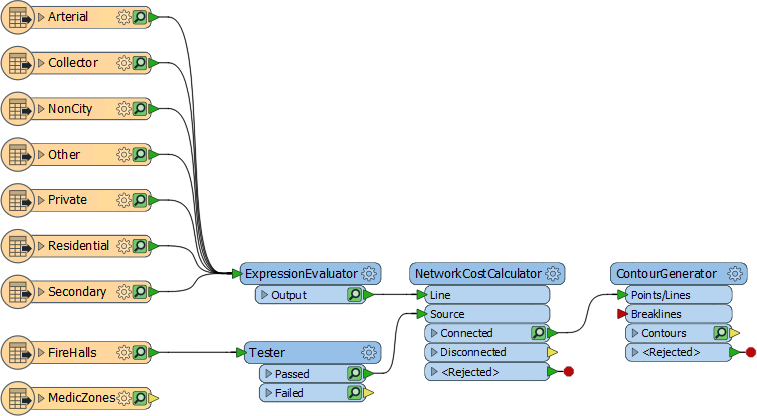 Arterial
Collector
NonCity
Other
Private
Residential
Secondary
FireHalls
MedicZones
ExpressionEvaluator
Output
Tester
Passed
Failed
NetworkCostCalculator
Line
Source
Connected
Disconnected
<Rejected>
ContourGenerator
Points/Lines
Breaklines
Contours
<Rejected>